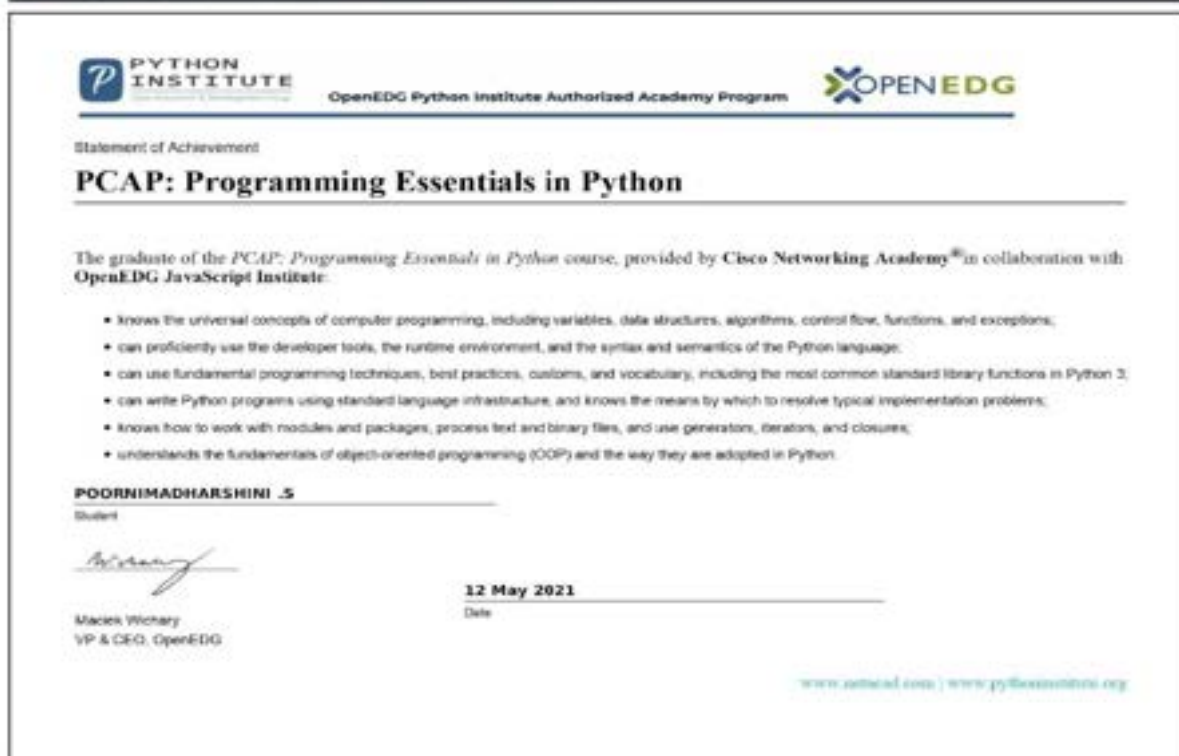 PYTHON
INSTITUTE
OpenEDG Python Institute Authorized Academy Program
OPENEDG
Statement of Achievement
PCAP: Programming Essentials in Python
The graduate of the PCAP: Programming Essentials in Python course, provided by Cisco Networking Academy® in collaboration with
OpenEDG JavaScript Institute:
• knows the universal concepts of computer programming, including variables, data structures, algorithms, control flow, functions, and exceptions;
• can proficiently use the developer tools, the runtime environment, and the syntax and semantics of the Python language;
• can use fundamental programming techniques, best practices, customs, and vocabulary, including the most common standard library functions in Python 3;
• can write Python programs using standard language infrastructure, and knows the means by which to resolve typical implementation problems;
• knows how to work with modules and packages, process text and binary files, and use generators, iterators, and closures;
• understands the fundamentals of object-oriented programming (OOP) and the way they are adopted in Python.
POORNIMADHARSHINI .S
Student
12 May 2021
Date
Maciek Wichary
VP & CEO, OpenEDG
www.netacad.com | www.pythoninstitute.org